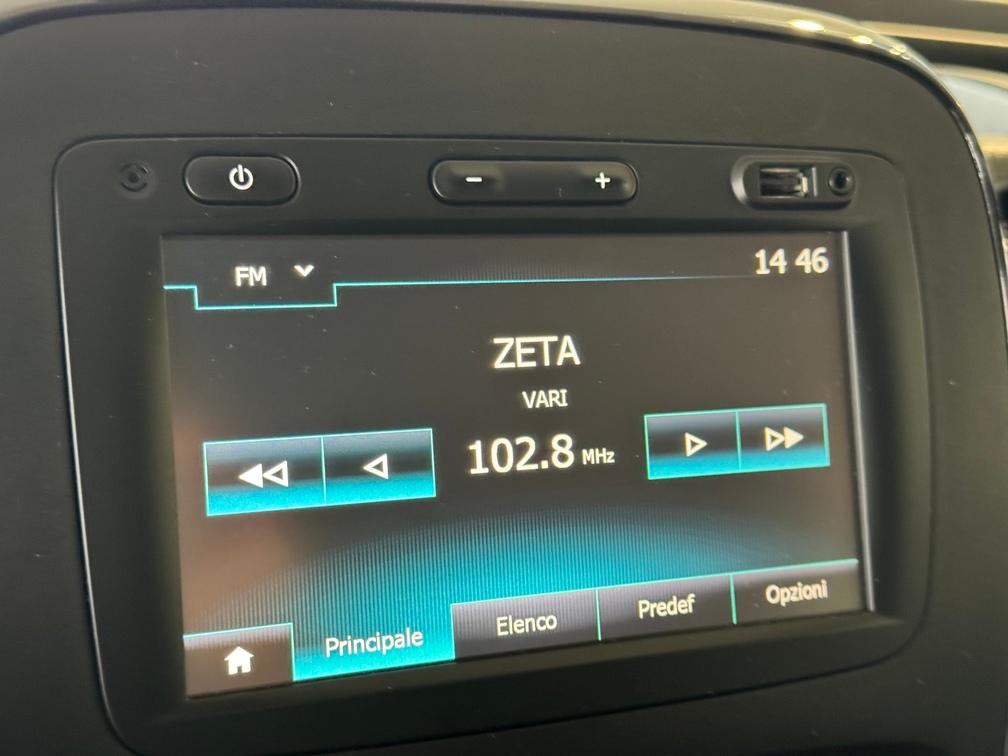 FM
14 46
ZETA
VARI
102.8 MHz
Principale
Elenco
Predef
Opzioni